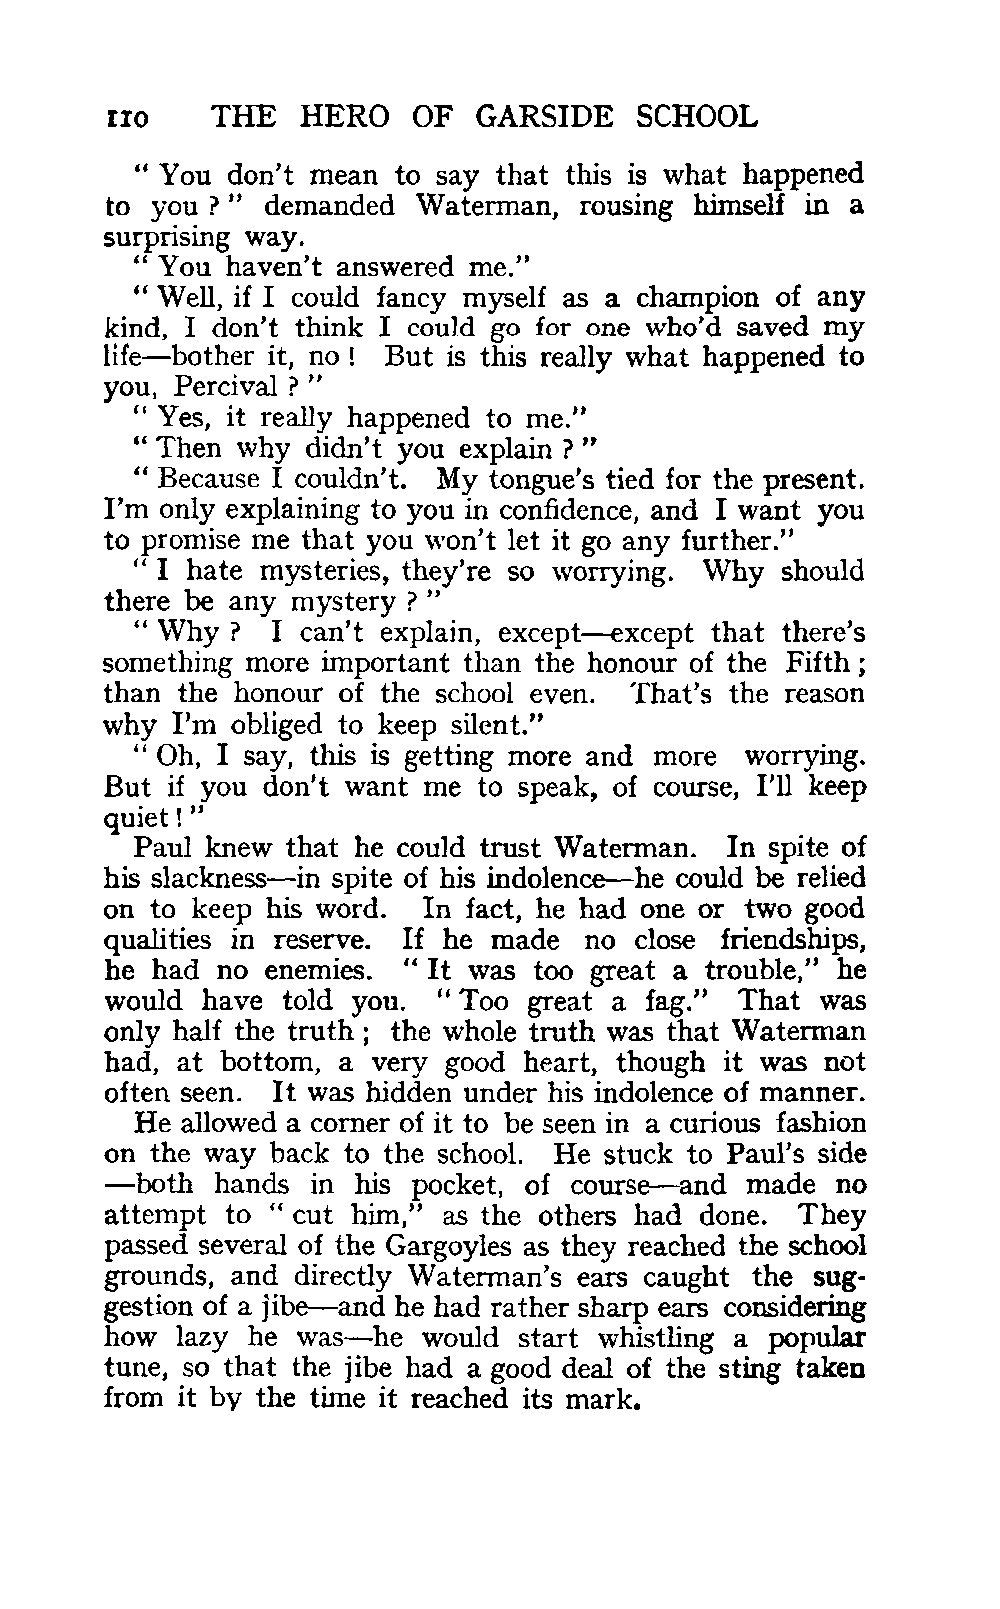 110 THE HERO OF GARSIDE SCHOOL
“ You don't mean to say that this is what happened
to you ? ” demanded Waterman, rousing himself in a
surprising way.
“ You haven't answered me.”
“ Well, if I could fancy myself as a champion of any
kind, I don't think I could go for one who'd saved my
life—bother it, no ! But is this really what happened to
you, Percival ? ”
“ Yes, it really happened to me.”
“ Then why didn't you explain ? ”
“ Because I couldn't. My tongue's tied for the present.
I'm only explaining to you in confidence, and I want you
to promise me that you won't let it go any further.”
“ I hate mysteries, they're so worrying. Why should
there be any mystery ? ”
“ Why ? I can't explain, except—except that there's
something more important than the honour of the Fifth ;
than the honour of the school even. That's the reason
why I'm obliged to keep silent.”
“ Oh, I say, this is getting more and more worrying.
But if you don't want me to speak, of course, I'll keep
quiet ! ”
Paul knew that he could trust Waterman. In spite of
his slackness—in spite of his indolence—he could be relied
on to keep his word. In fact, he had one or two good
qualities in reserve. If he made no close friendships,
he had no enemies. “ It was too great a trouble,” he
would have told you. “ Too great a fag.” That was
only half the truth ; the whole truth was that Waterman
had, at bottom, a very good heart, though it was not
often seen. It was hidden under his indolence of manner.
He allowed a corner of it to be seen in a curious fashion
on the way back to the school. He stuck to Paul's side
—both hands in his pocket, of course—and made no
attempt to “ cut him,” as the others had done. They
passed several of the Gargoyles as they reached the school
grounds, and directly Waterman's ears caught the sug-
gestion of a jibe—and he had rather sharp ears considering
how lazy he was—he would start whistling a popular
tune, so that the jibe had a good deal of the sting taken
from it by the time it reached its mark.